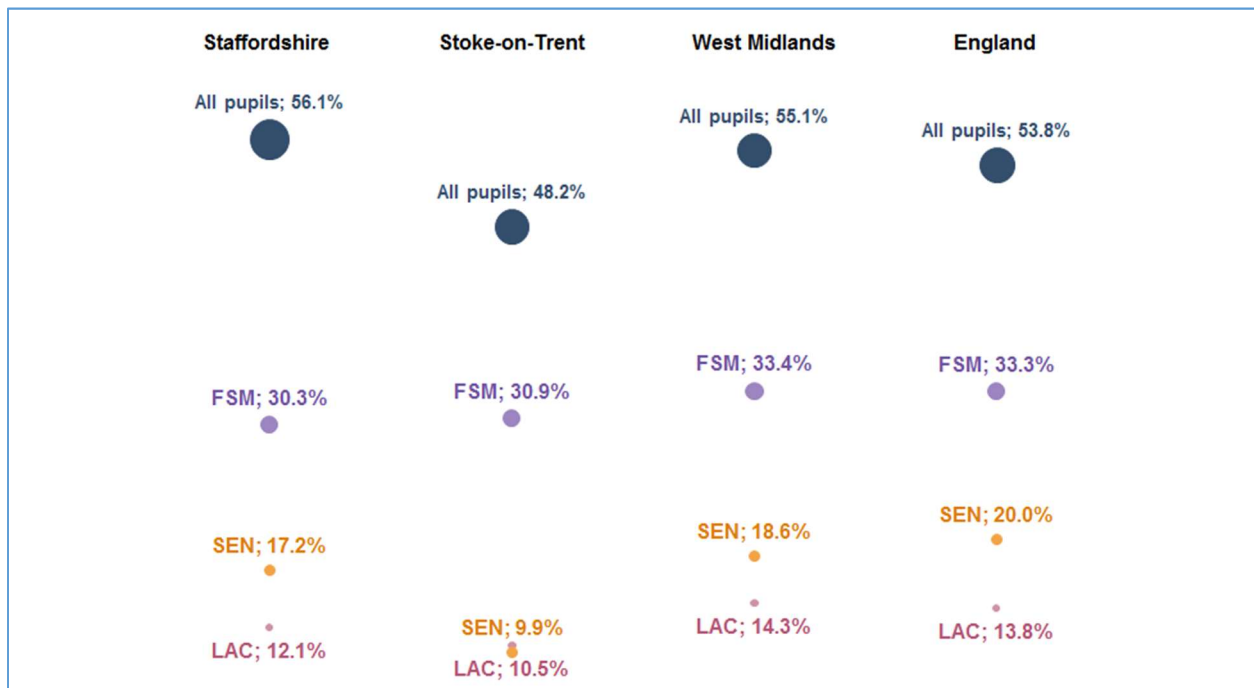 Staffordshire Stoke-on-Trent West Midlands England
All pupils; 56.1%
All pupils; 48.2%
All pupils; 55.1%
All pupils; 53.8%
FSM; 30.3%
FSM; 30.9%
FSM; 33.4%
FSM; 33.3%
SEN; 17.2%
SEN; 9.9%
SEN; 18.6%
SEN; 20.0%
LAC; 12.1%
LAC; 10.5%
LAC; 14.3%
LAC; 13.8%